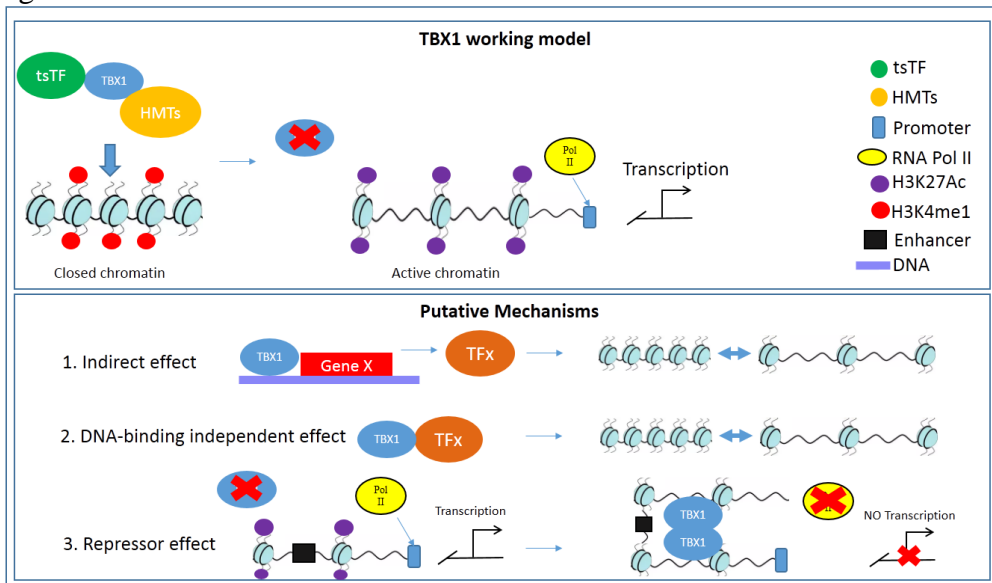 TBX1 working model
tsTF
TBX1
HMTs
Closed chromatin
Pol
II
Active chromatin
Transcription
tsTF
HMTs
Promoter
RNA Pol II
H3K27Ac
H3K4me1
Enhancer
DNA
Putative Mechanisms
1. Indirect effect
TBX1
Gene X
TFx
2. DNA-binding independent effect
TBX1
TFx
3. Repressor effect
Pol
II
Transcription
TBX1
TBX1
NO Transcription